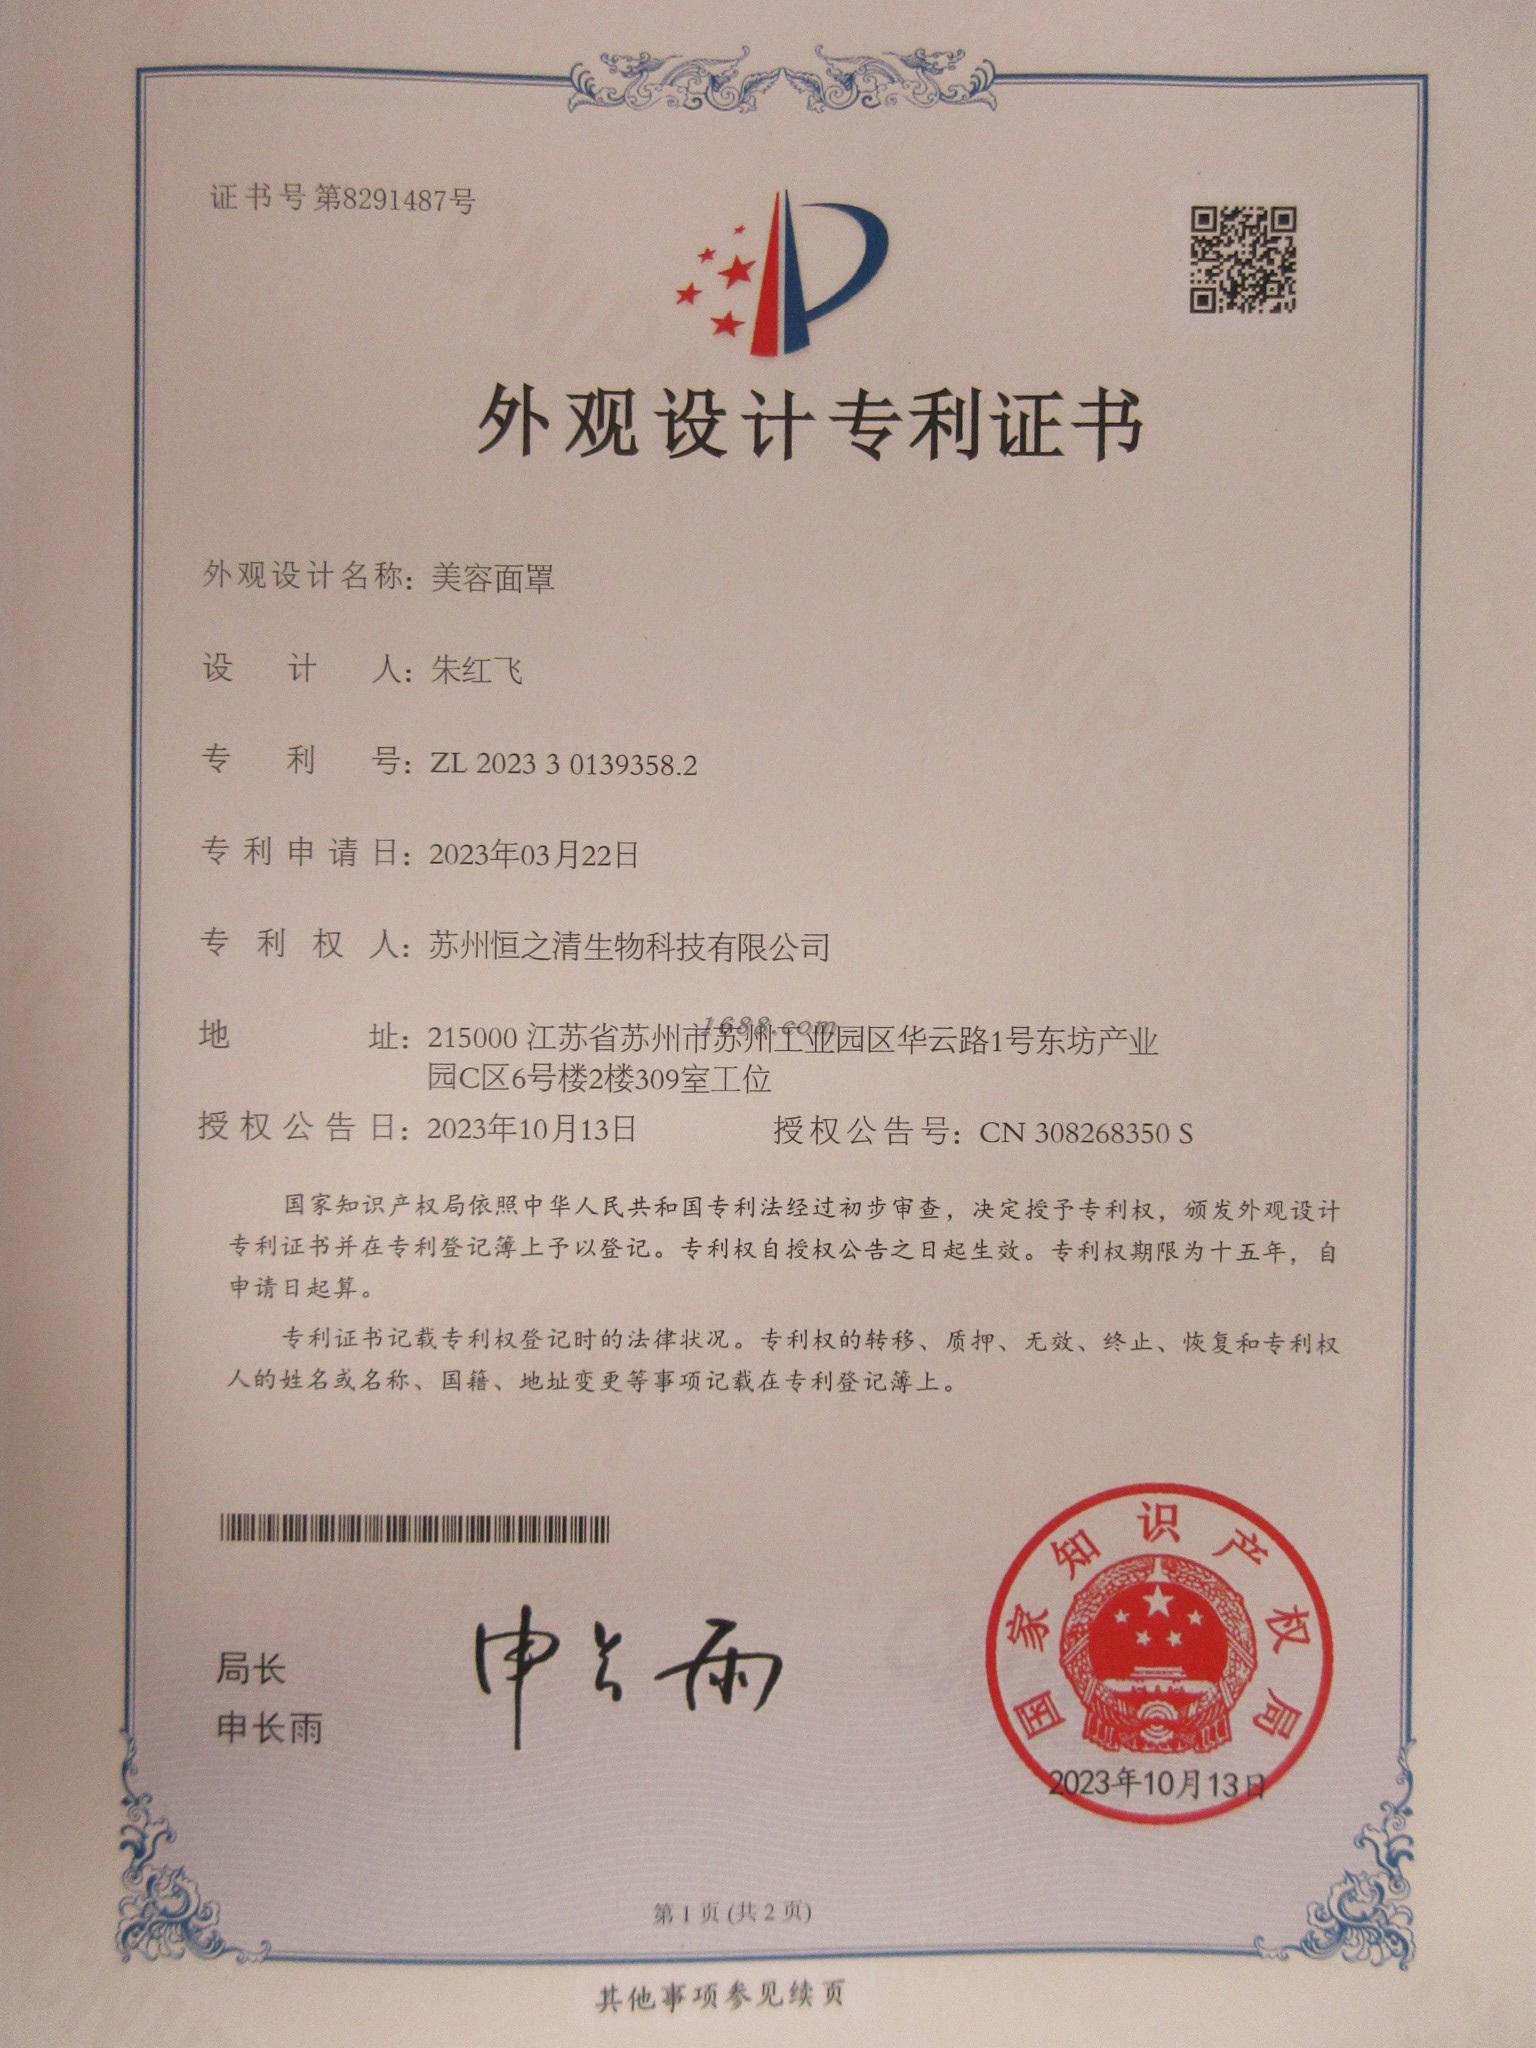 证书号第8291487号
外观设计专利证书
外观设计名称：美容面罩
设计人：朱红飞
专利号：ZL 2023 3 0139358.2
专利申请日：2023年03月22日
专利权人：苏州恒之清生物科技有限公司
1688.com
地址：215000 江苏省苏州市苏州工业园区华云路1号东坊产业
园C区6号楼2楼309室工位
授权公告日：2023年10月13日 授权公告号：CN 308268350 S
国家知识产权局依照中华人民共和国专利法经过初步审查，决定授予专利权，颁发外观设计
专利证书并在专利登记簿上予以登记。专利权自授权公告之日起生效。专利权期限为十五年，自
申请日起算。
专利证书记载专利权登记时的法律状况。专利权的转移、质押、无效、终止、恢复和专利权
人的姓名或名称、国籍、地址变更等事项记载在专利登记簿上。
局长
申长雨
申长雨
国家知识产权局
2023年10月13日
第 1 页 (共 2 页)
其他事项参见续页